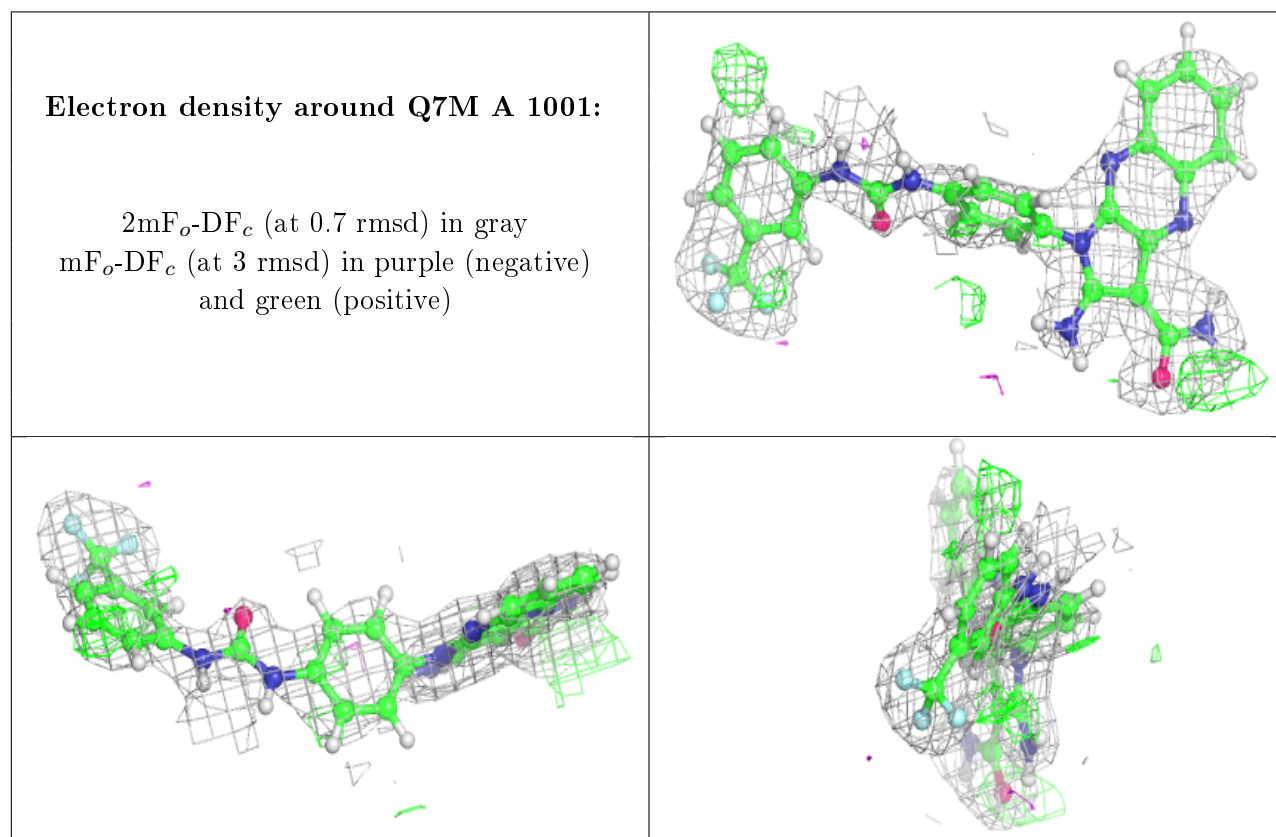 Electron density around Q7M A 1001:
2mFₒ-DF𝒸 (at 0.7 rmsd) in gray
mFₒ-DF𝒸 (at 3 rmsd) in purple (negative)
and green (positive)